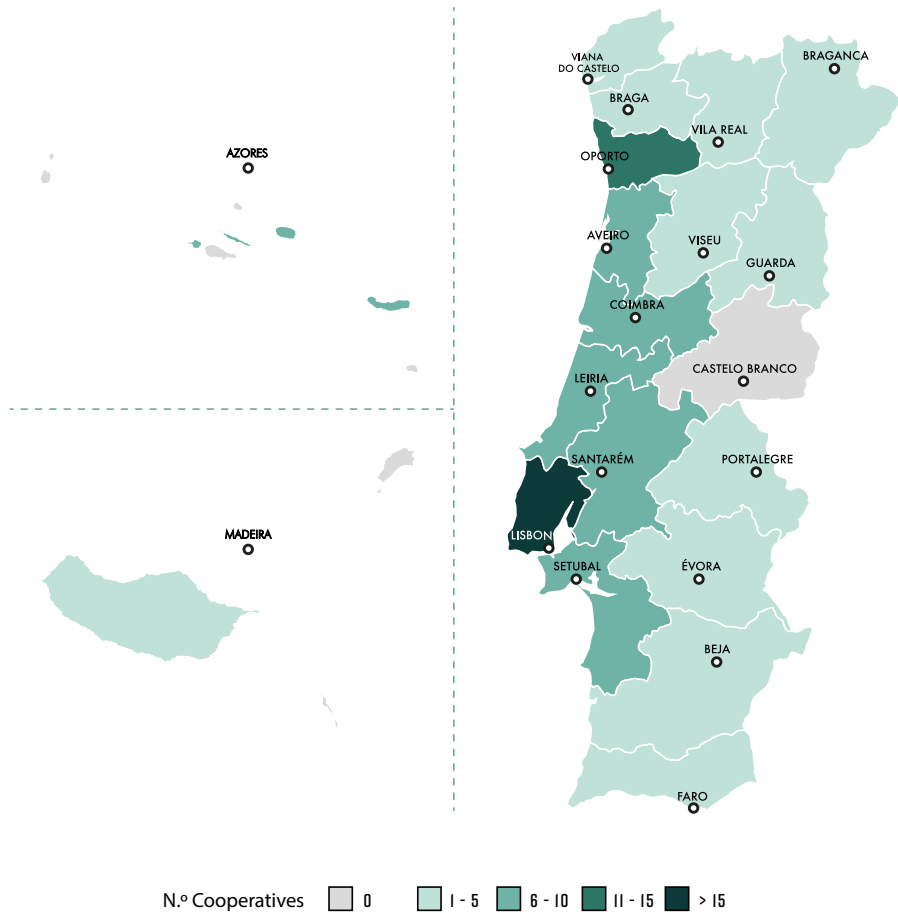 VIANA
DO CASTELO
BRAGANCA
BRAGA
VILA REAL
OPORTO
AZORES
AVEIRO
VISEU
GUARDA
COIMBRA
CASTELO BRANCO
LEIRIA
SANTARÉM
PORTALEGRE
MADEIRA
LISBON
SETUBAL
ÉVORA
BEJA
FARO
N.º Cooperatives 0 1 - 5 6 - 10 11 - 15 > 15